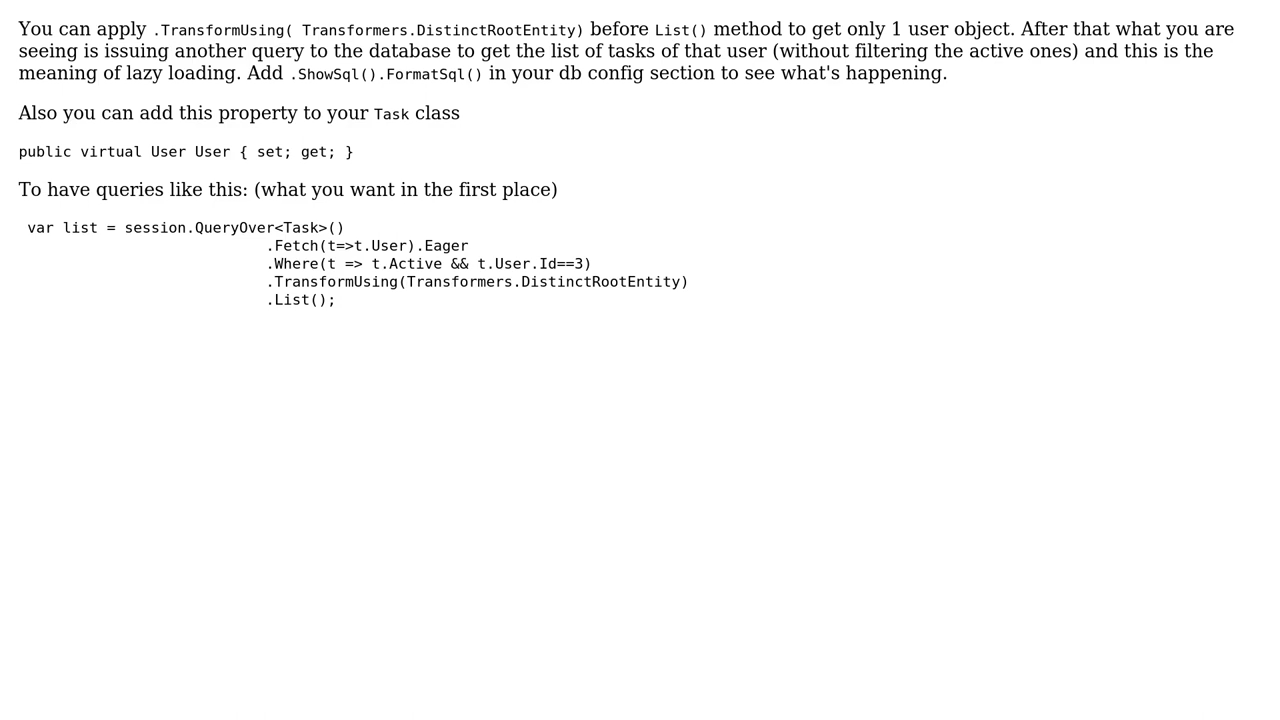 You can apply .TransformUsing( Transformers.DistinctRootEntity) before List() method to get only 1 user object. After that what you are
seeing is issuing another query to the database to get the list of tasks of that user (without filtering the active ones) and this is the
meaning of lazy loading. Add .ShowSql().FormatSql() in your db config section to see what's happening.
Also you can add this property to your Task class
public virtual User User { set; get; }
To have queries like this: (what you want in the first place)
var list = session.QueryOver<Task>()
.Fetch(t=>t.User).Eager
.Where(t => t.Active && t.User.Id==3)
.TransformUsing(Transformers.DistinctRootEntity)
.List();